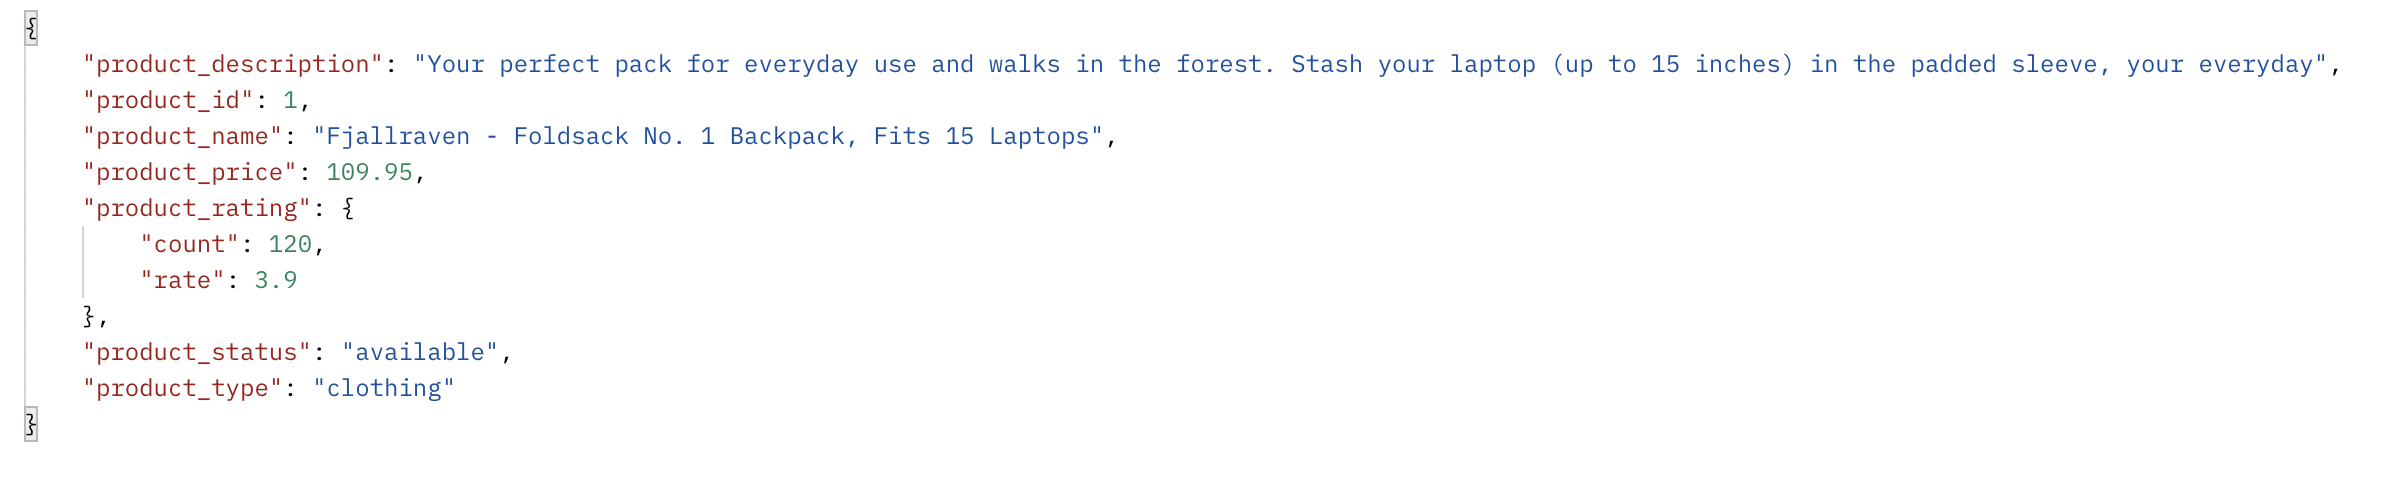 {
    "product_description": "Your perfect pack for everyday use and walks in the forest. Stash your laptop (up to 15 inches) in the padded sleeve, your everyday",
    "product_id": 1,
    "product_name": "Fjallraven - Foldsack No. 1 Backpack, Fits 15 Laptops",
    "product_price": 109.95,
    "product_rating": {
        "count": 120,
        "rate": 3.9
    },
    "product_status": "available",
    "product_type": "clothing"
}